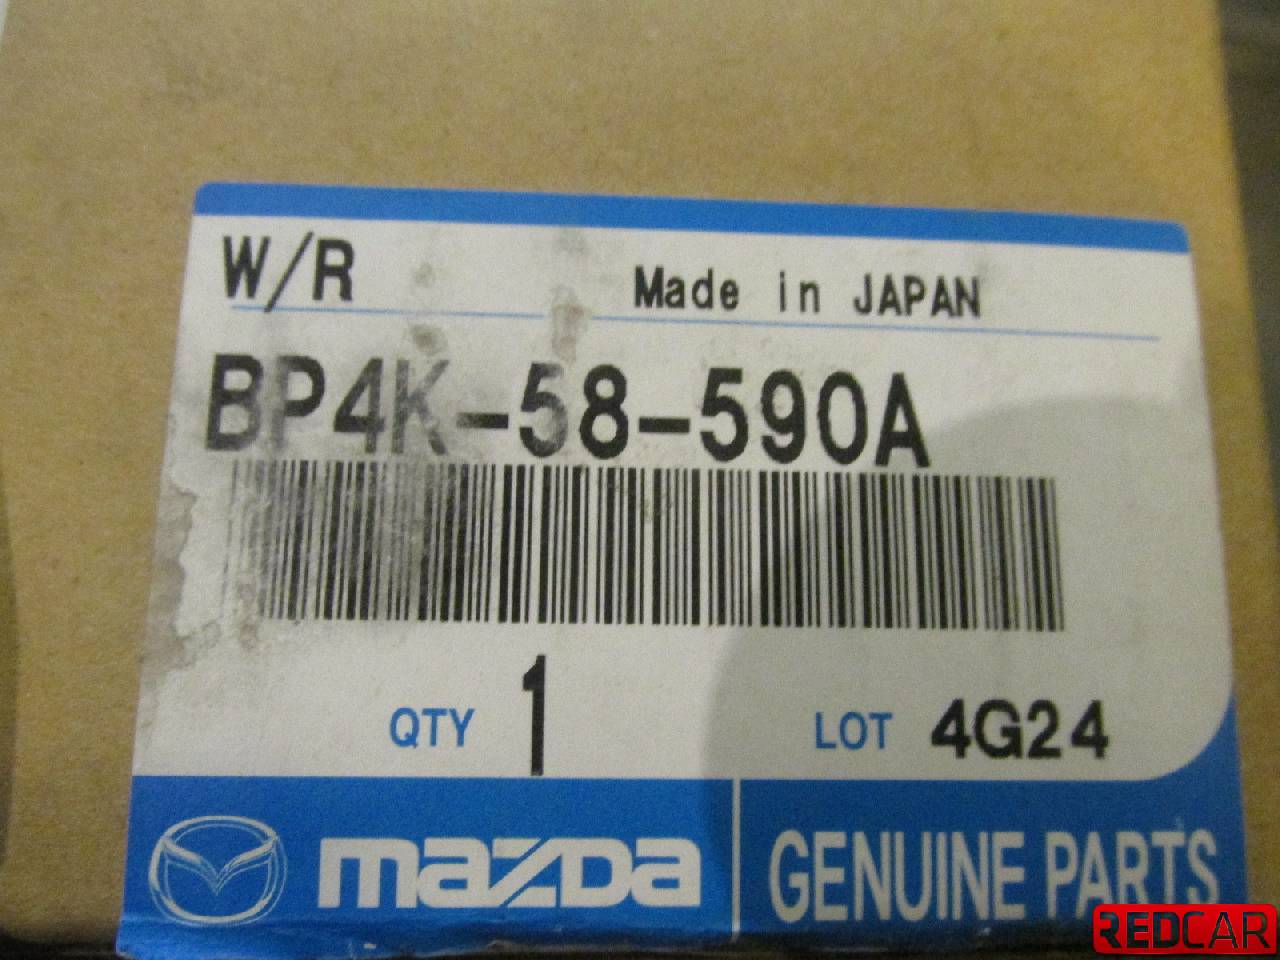 W/R Made in JAPAN
BP4K-58-590A
QTY 1 LOT 4G24
mazda GENUINE PARTS
REDCAR